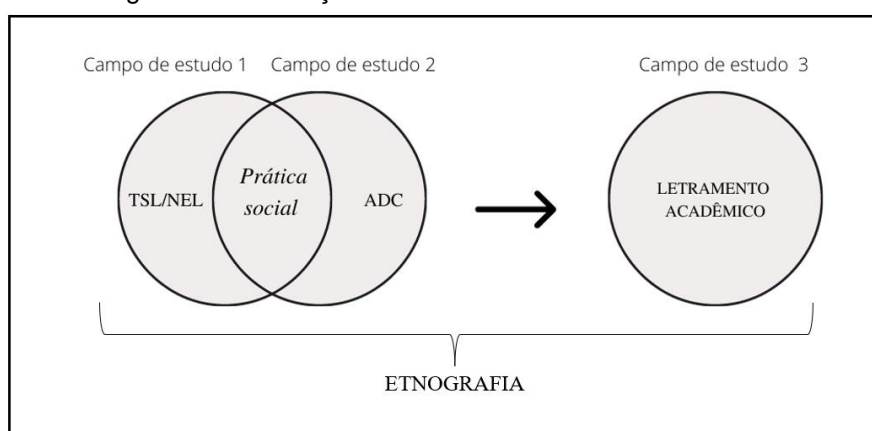 Campo de estudo 1 Campo de estudo 2 Campo de estudo 3
TSL/NEL
Prática
social
ADC
LETRAMENTO
ACADÊMICO
ETNOGRAFIA